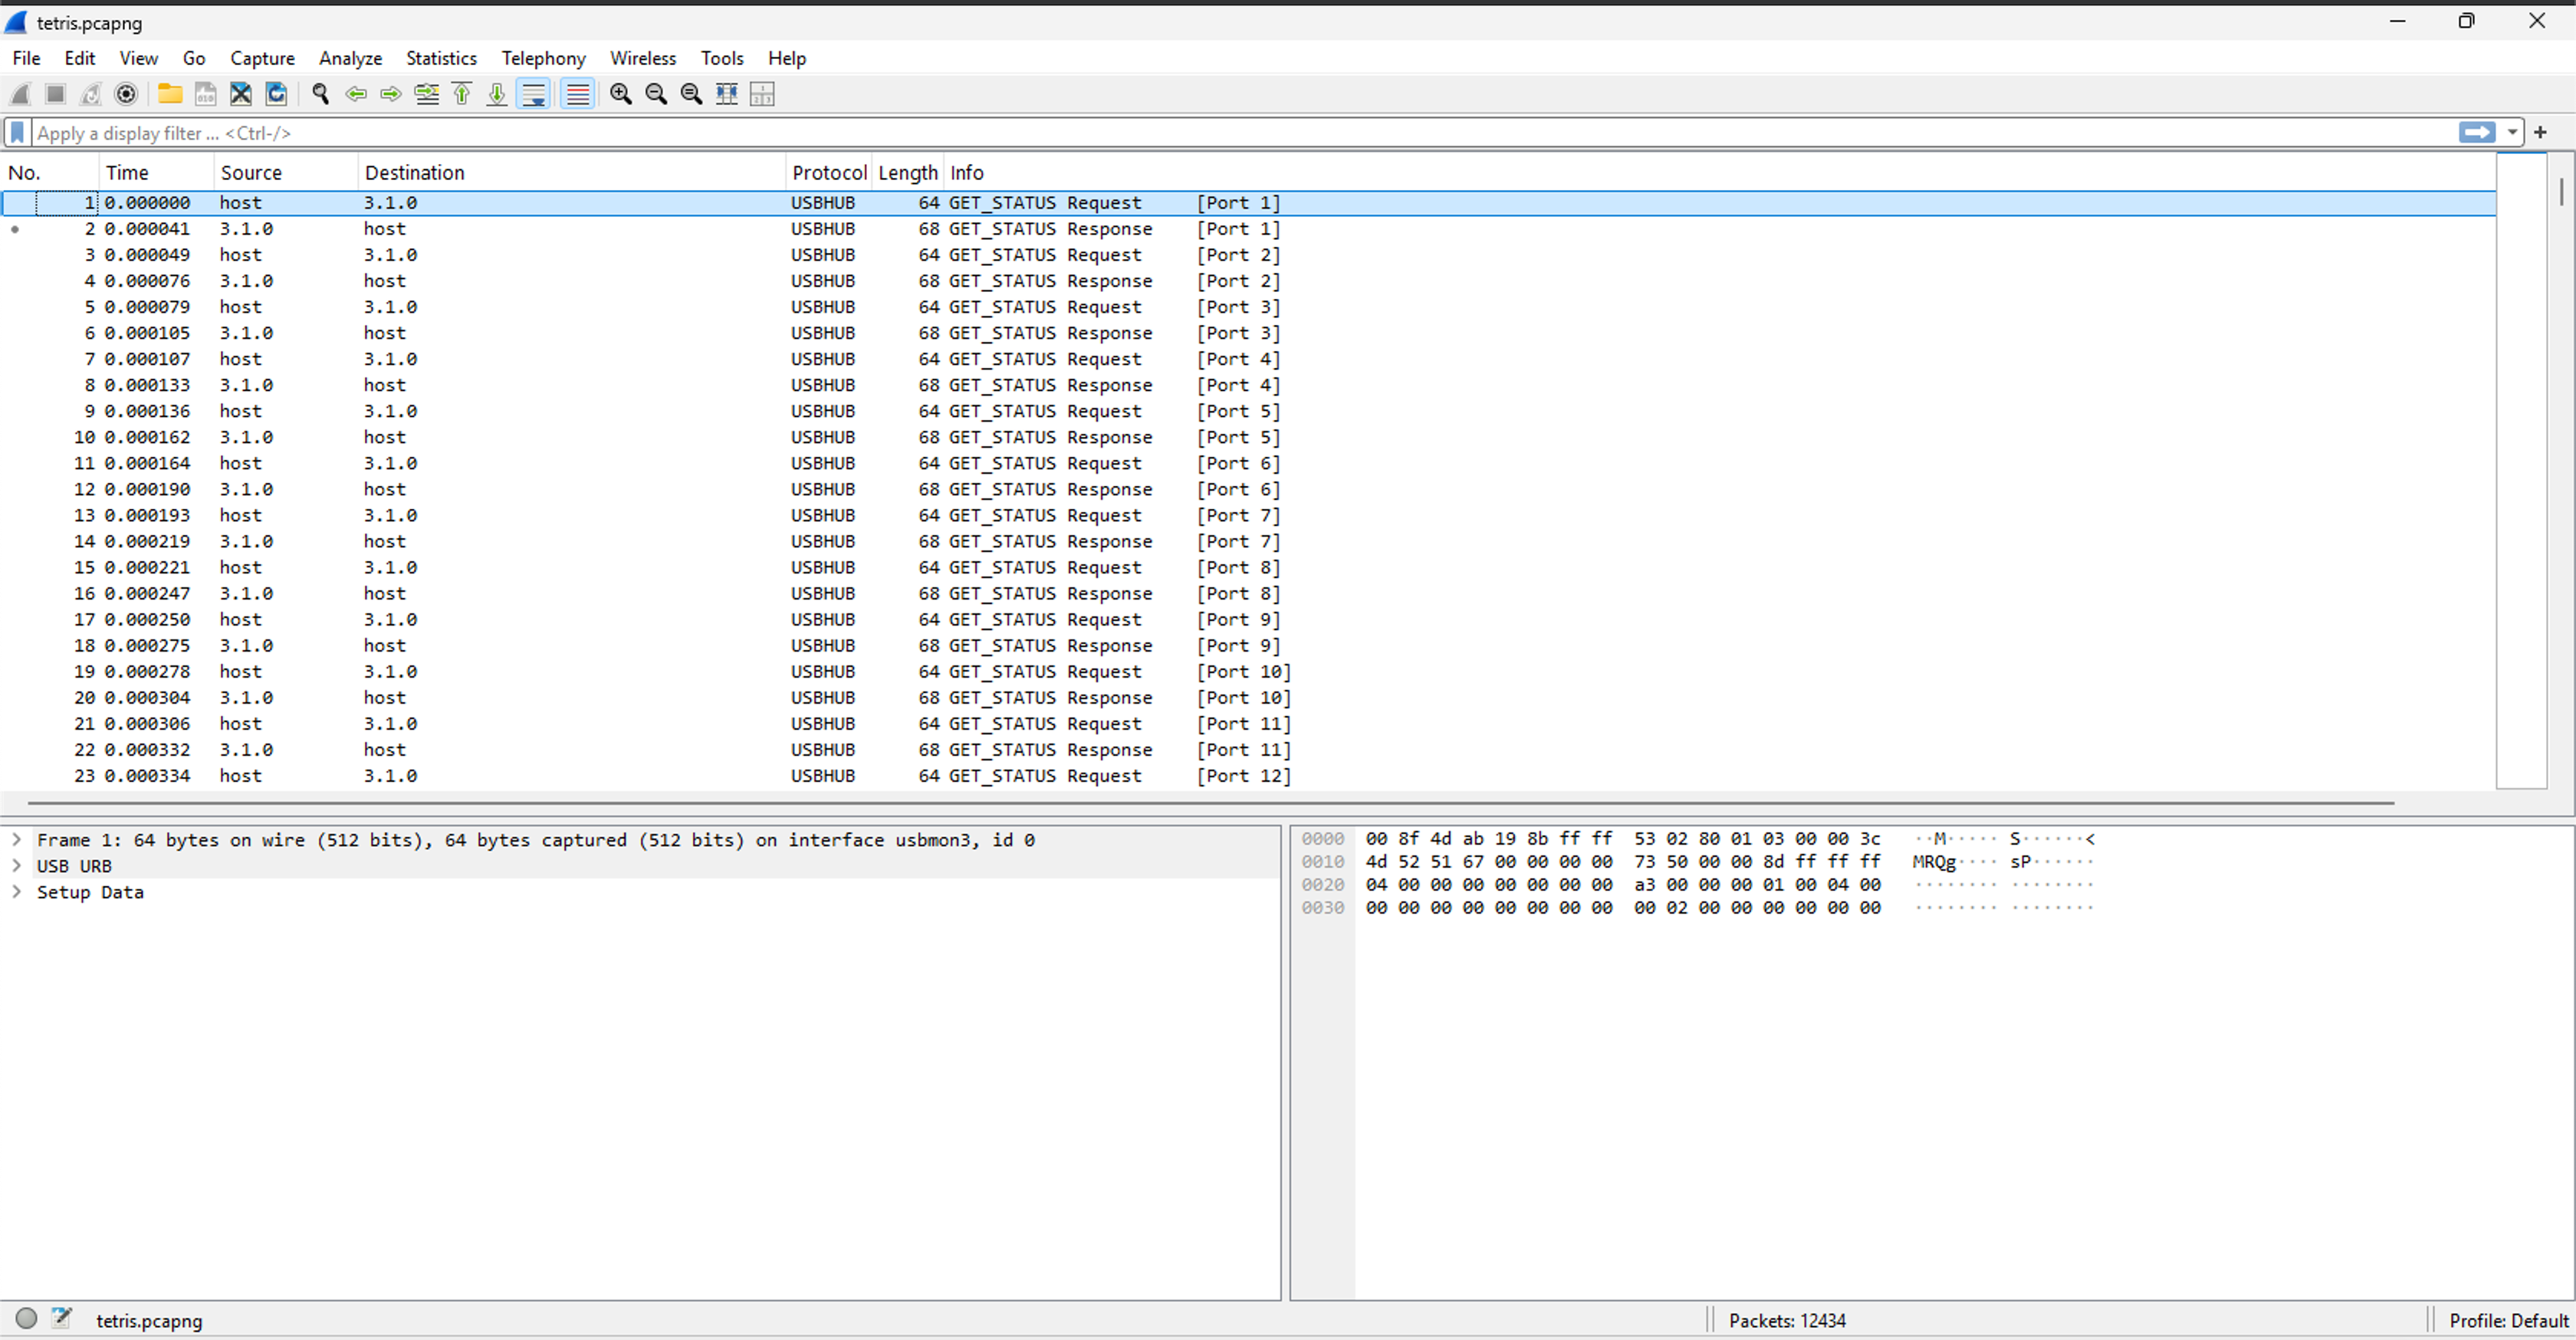 tetris.pcapng
File Edit View Go Capture Analyze Statistics Telephony Wireless Tools Help
Apply a display filter ... <Ctrl-/>
No. Time Source Destination Protocol Length Info
1 0.000000 host 3.1.0 USBHUB 64 GET_STATUS Request [Port 1]
2 0.000041 3.1.0 host USBHUB 68 GET_STATUS Response [Port 1]
3 0.000049 host 3.1.0 USBHUB 64 GET_STATUS Request [Port 2]
4 0.000076 3.1.0 host USBHUB 68 GET_STATUS Response [Port 2]
5 0.000079 host 3.1.0 USBHUB 64 GET_STATUS Request [Port 3]
6 0.000105 3.1.0 host USBHUB 68 GET_STATUS Response [Port 3]
7 0.000107 host 3.1.0 USBHUB 64 GET_STATUS Request [Port 4]
8 0.000133 3.1.0 host USBHUB 68 GET_STATUS Response [Port 4]
9 0.000136 host 3.1.0 USBHUB 64 GET_STATUS Request [Port 5]
10 0.000162 3.1.0 host USBHUB 68 GET_STATUS Response [Port 5]
11 0.000164 host 3.1.0 USBHUB 64 GET_STATUS Request [Port 6]
12 0.000190 3.1.0 host USBHUB 68 GET_STATUS Response [Port 6]
13 0.000193 host 3.1.0 USBHUB 64 GET_STATUS Request [Port 7]
14 0.000219 3.1.0 host USBHUB 68 GET_STATUS Response [Port 7]
15 0.000221 host 3.1.0 USBHUB 64 GET_STATUS Request [Port 8]
16 0.000247 3.1.0 host USBHUB 68 GET_STATUS Response [Port 8]
17 0.000250 host 3.1.0 USBHUB 64 GET_STATUS Request [Port 9]
18 0.000275 3.1.0 host USBHUB 68 GET_STATUS Response [Port 9]
19 0.000278 host 3.1.0 USBHUB 64 GET_STATUS Request [Port 10]
20 0.000304 3.1.0 host USBHUB 68 GET_STATUS Response [Port 10]
21 0.000306 host 3.1.0 USBHUB 64 GET_STATUS Request [Port 11]
22 0.000332 3.1.0 host USBHUB 68 GET_STATUS Response [Port 11]
23 0.000334 host 3.1.0 USBHUB 64 GET_STATUS Request [Port 12]
Frame 1: 64 bytes on wire (512 bits), 64 bytes captured (512 bits) on interface usbmon3, id 0
USB URB
Setup Data
0000 00 8f 4d ab 19 8b ff ff 53 02 80 01 03 00 00 3c ··M····· S······<
0010 4d 52 51 67 00 00 00 00 73 50 00 00 8d ff ff ff MRQg···· sP······
0020 04 00 00 00 00 00 00 00 a3 00 00 00 01 00 04 00 ········ ········
0030 00 00 00 00 00 00 00 00 00 02 00 00 00 00 00 00 ········ ········
tetris.pcapng Packets: 12434 Profile: Default